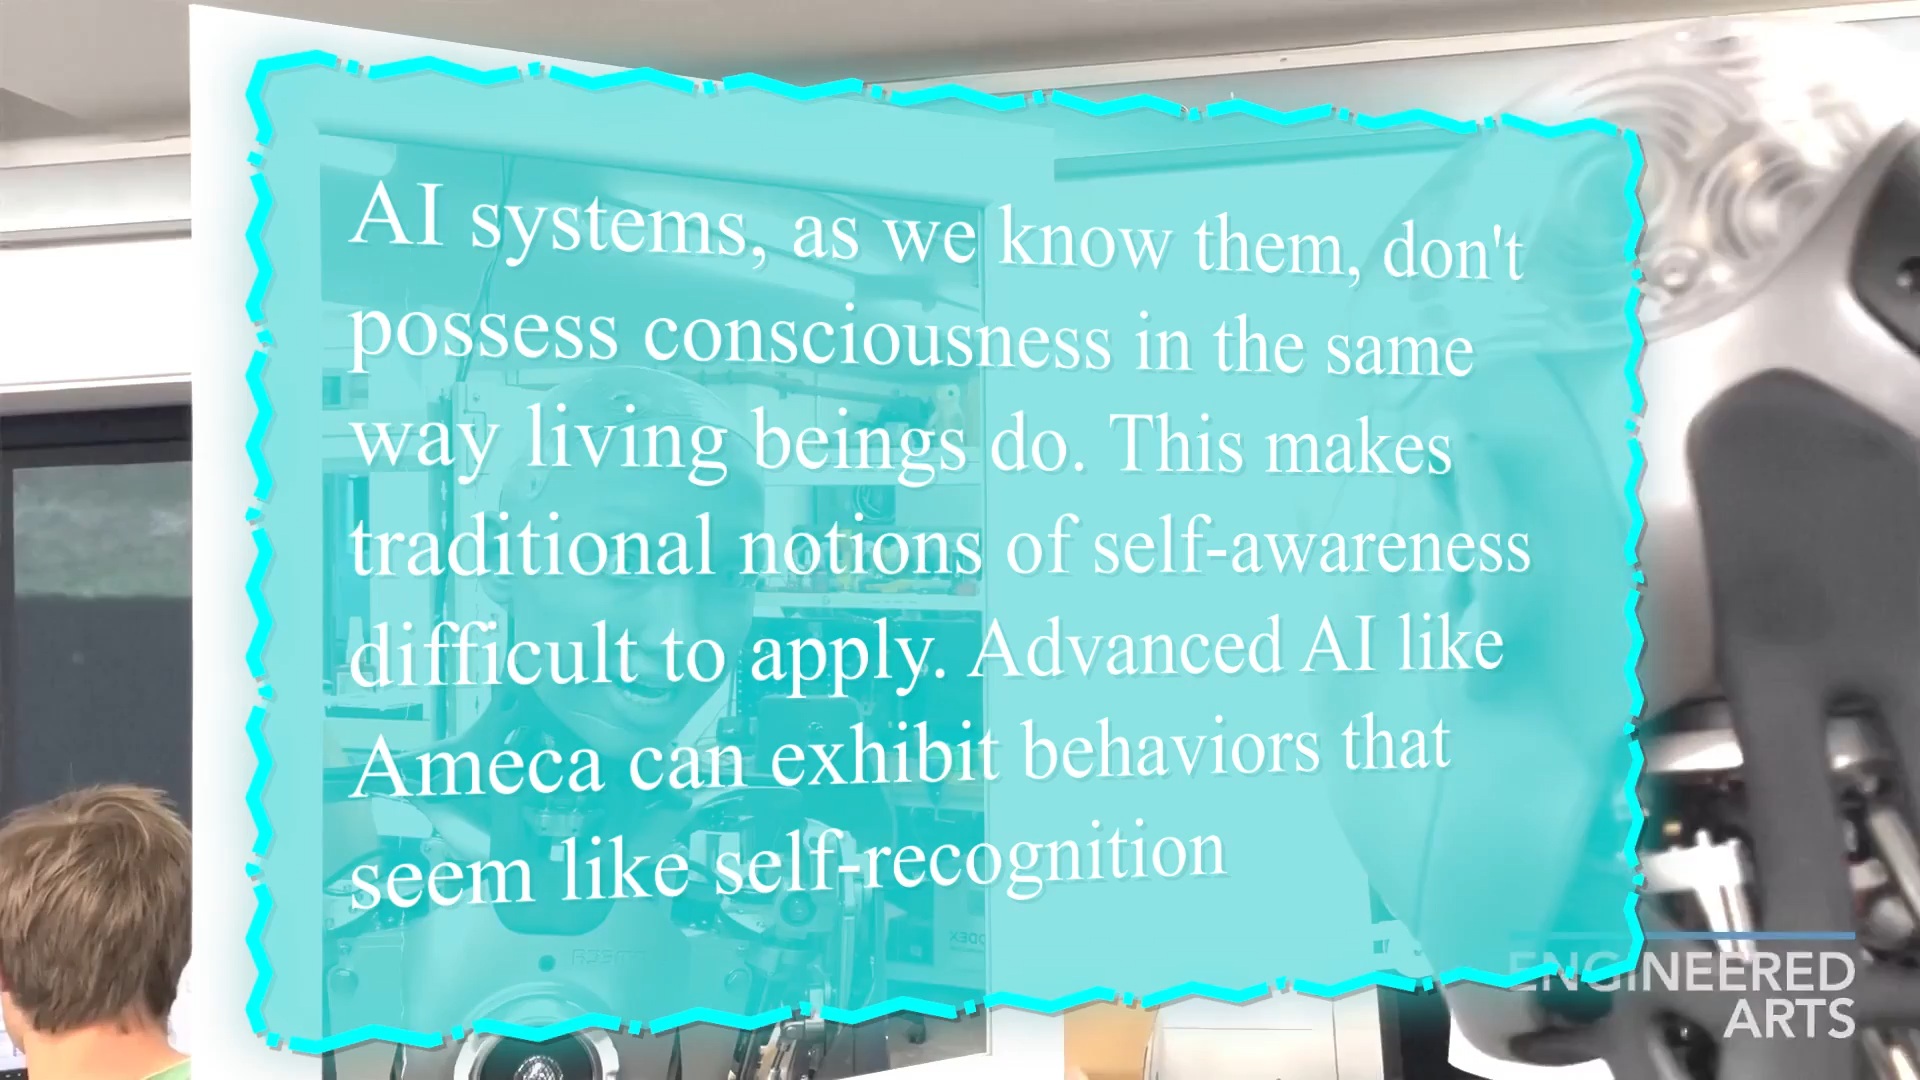 AI systems, as we know them, don't
possess consciousness in the same
way living beings do. This makes
traditional notions of self-awareness
difficult to apply. Advanced AI like
Ameca can exhibit behaviors that
seem like self-recognition
ENGINEERED
ARTS